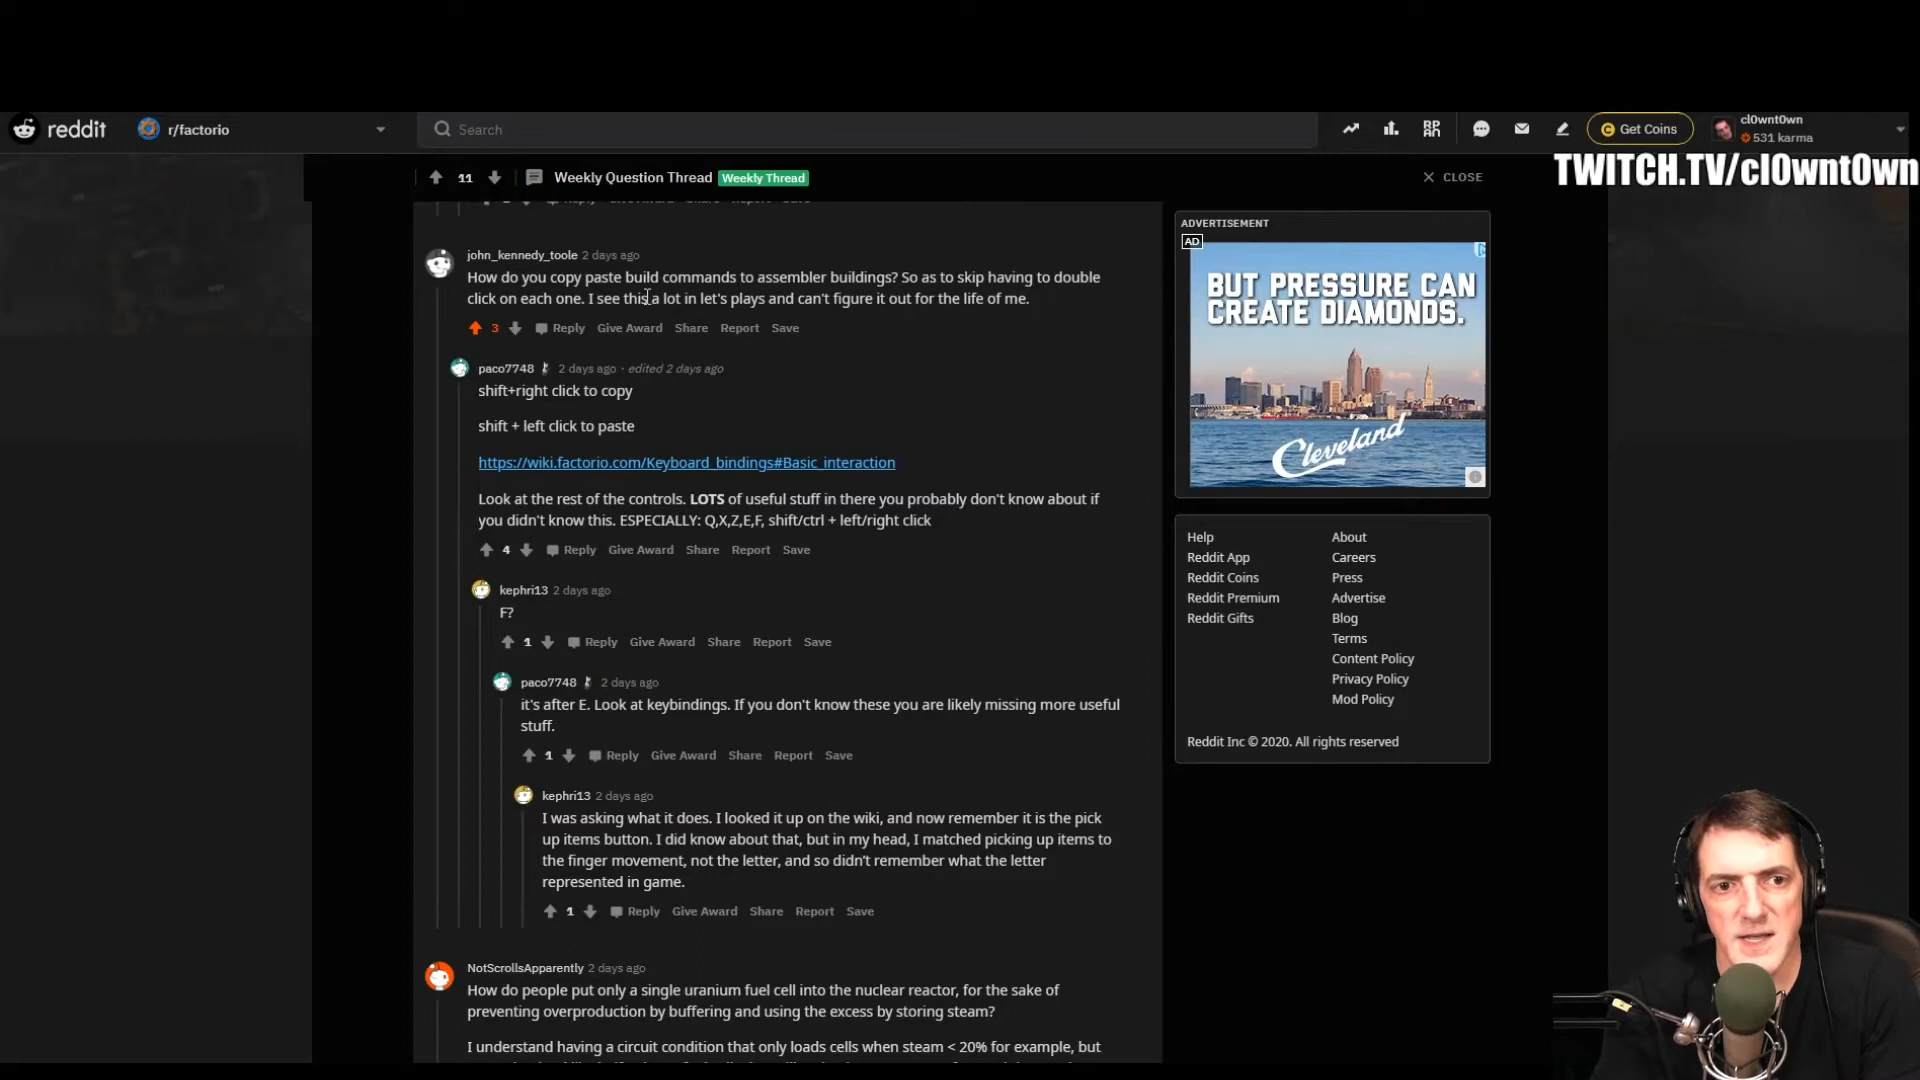 reddit
r/factorio
Search
Get Coins
cl0wnt0wn
531 karma
TWITCH.TV/cl0wnt0wn
11
Weekly Question Thread
Weekly Thread
CLOSE
john_kennedy_toole 2 days ago
How do you copy paste build commands to assembler buildings? So as to skip having to double
click on each one. I see this a lot in let's plays and can't figure it out for the life of me.
3 Reply Give Award Share Report Save
paco7748 2 days ago · edited 2 days ago
shift+right click to copy
shift + left click to paste
https://wiki.factorio.com/Keyboard_bindings#Basic_interaction
Look at the rest of the controls. LOTS of useful stuff in there you probably don't know about if
you didn't know this. ESPECIALLY: Q,X,Z,E,F, shift/ctrl + left/right click
4 Reply Give Award Share Report Save
kephri13 2 days ago
F?
1 Reply Give Award Share Report Save
paco7748 2 days ago
it's after E. Look at keybindings. If you don't know these you are likely missing more useful
stuff.
1 Reply Give Award Share Report Save
kephri13 2 days ago
I was asking what it does. I looked it up on the wiki, and now remember it is the pick
up items button. I did know about that, but in my head, I matched picking up items to
the finger movement, not the letter, and so didn't remember what the letter
represented in game.
1 Reply Give Award Share Report Save
NotScrollsApparently 2 days ago
How do people put only a single uranium fuel cell into the nuclear reactor, for the sake of
preventing overproduction by buffering and using the excess by storing steam?
I understand having a circuit condition that only loads cells when steam < 20% for example, but
ADVERTISEMENT
AD
BUT PRESSURE CAN
CREATE DIAMONDS.
Cleveland
Help
Reddit App
Reddit Coins
Reddit Premium
Reddit Gifts
About
Careers
Press
Advertise
Blog
Terms
Content Policy
Privacy Policy
Mod Policy
Reddit Inc © 2020. All rights reserved